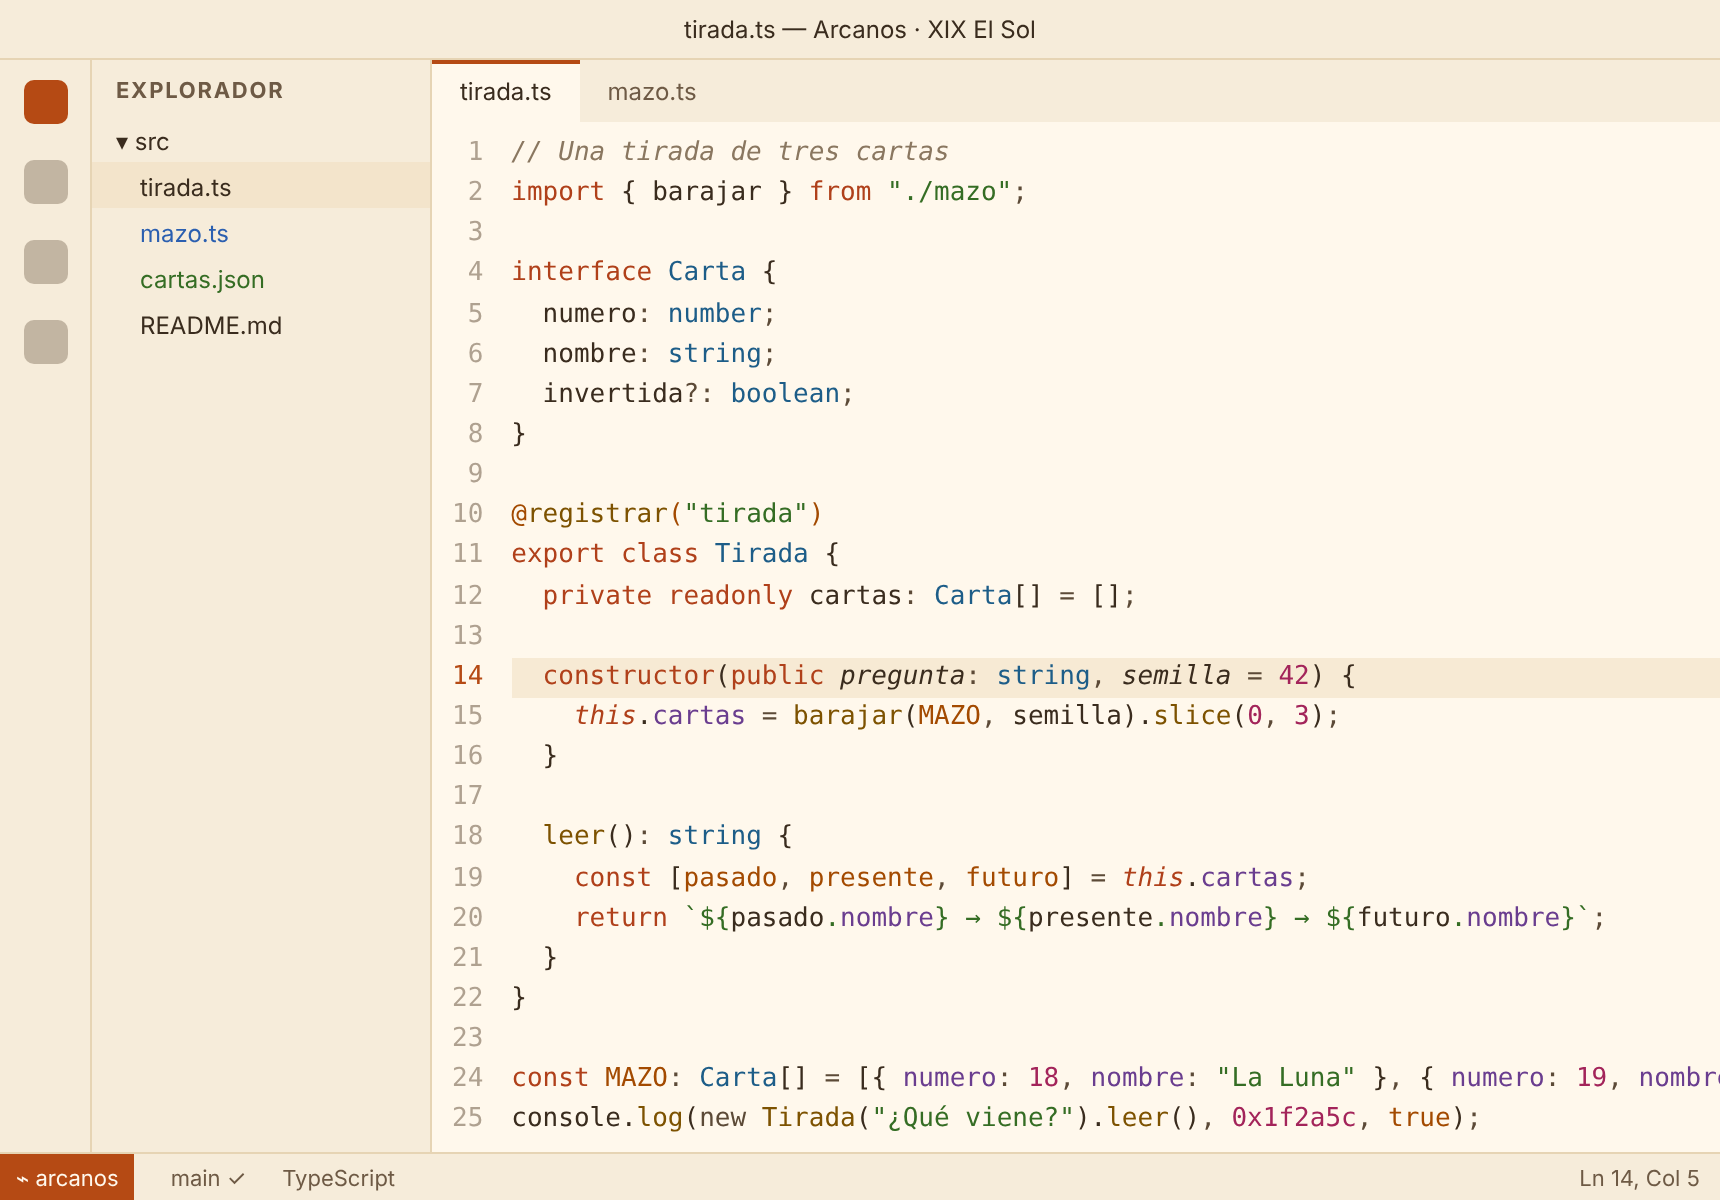 tirada.ts — Arcanos · XIX El Sol
EXPLORADOR
▾ src
tirada.ts
mazo.ts
cartas.json
README.md
tirada.ts mazo.ts
1 // Una tirada de tres cartas
2 import { barajar } from "./mazo";
3
4 interface Carta {
5   numero: number;
6   nombre: string;
7   invertida?: boolean;
8 }
9
10 @registrar("tirada")
11 export class Tirada {
12   private readonly cartas: Carta[] = [];
13
14   constructor(public pregunta: string, semilla = 42) {
15     this.cartas = barajar(MAZO, semilla).slice(0, 3);
16   }
17
18   leer(): string {
19     const [pasado, presente, futuro] = this.cartas;
20     return `${pasado.nombre} → ${presente.nombre} → ${futuro.nombre}`;
21   }
22 }
23
24 const MAZO: Carta[] = [{ numero: 18, nombre: "La Luna" }, { numero: 19, nombr
25 console.log(new Tirada("¿Qué viene?").leer(), 0x1f2a5c, true);
⌁ arcanos main ✓ TypeScript Ln 14, Col 5